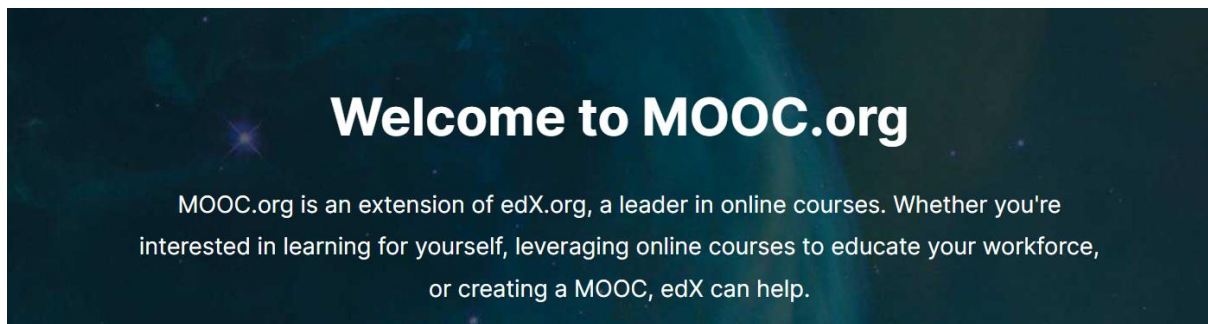 Welcome to MOOC.org
MOOC.org is an extension of edX.org, a leader in online courses. Whether you're
interested in learning for yourself, leveraging online courses to educate your workforce,
or creating a MOOC, edX can help.